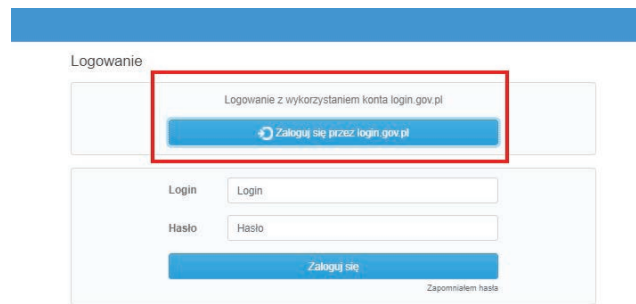 Logowanie
Logowanie z wykorzystaniem konta login.gov.pl
Zaloguj się przez login.gov.pl
Login
Login
Hasło
Hasło
Zaloguj się
Zapomniałem hasła